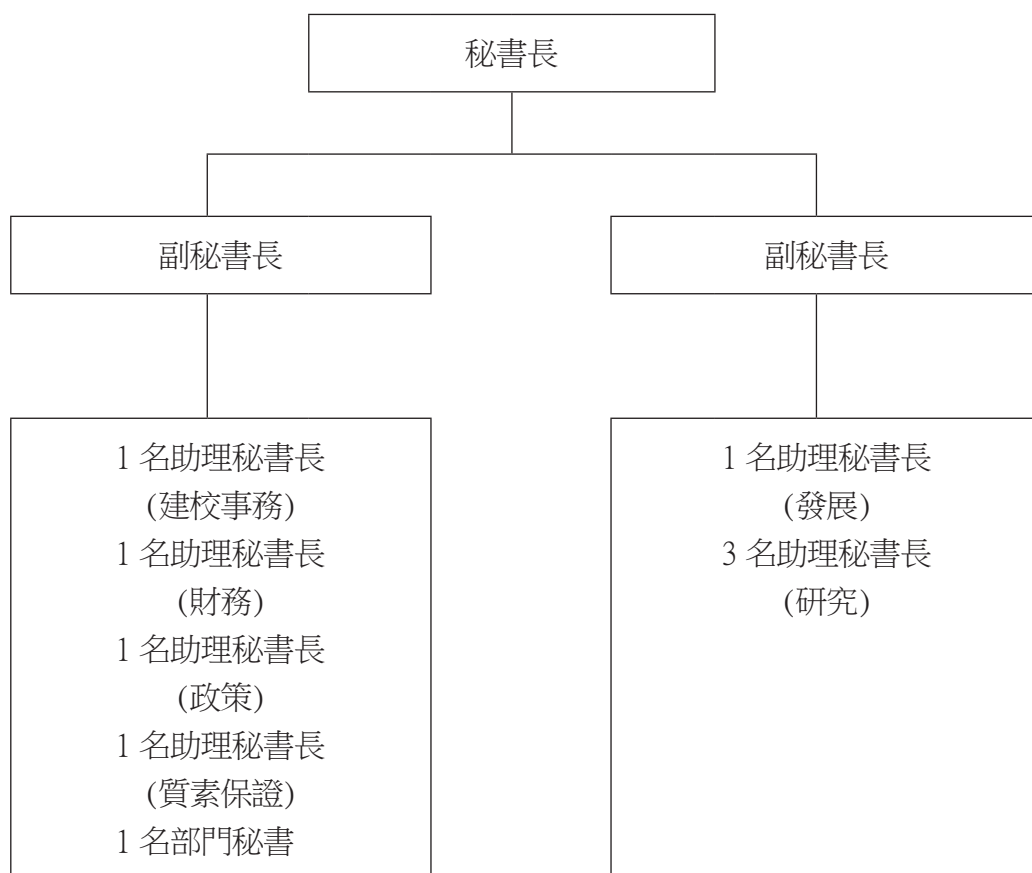 秘書長
副秘書長
副秘書長
1 名助理秘書長
(建校事務)
1 名助理秘書長
(財務)
1 名助理秘書長
(政策)
1 名助理秘書長
(質素保證)
1 名部門秘書
1 名助理秘書長
(發展)
3 名助理秘書長
(研究)